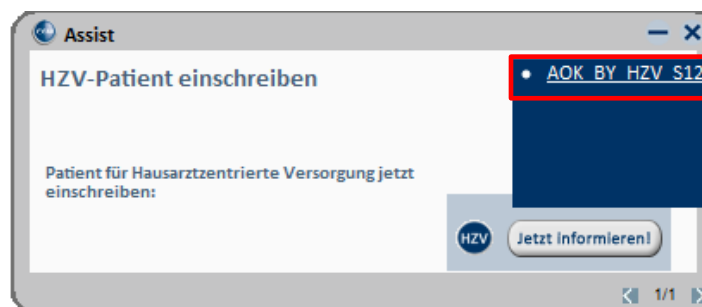 Assist
HZV-Patient einschreiben
AOK_BY_HZV_S12
Patient für Hausarztzentrierte Versorgung jetzt
einschreiben:
HZV
Jetzt informieren!
1/1